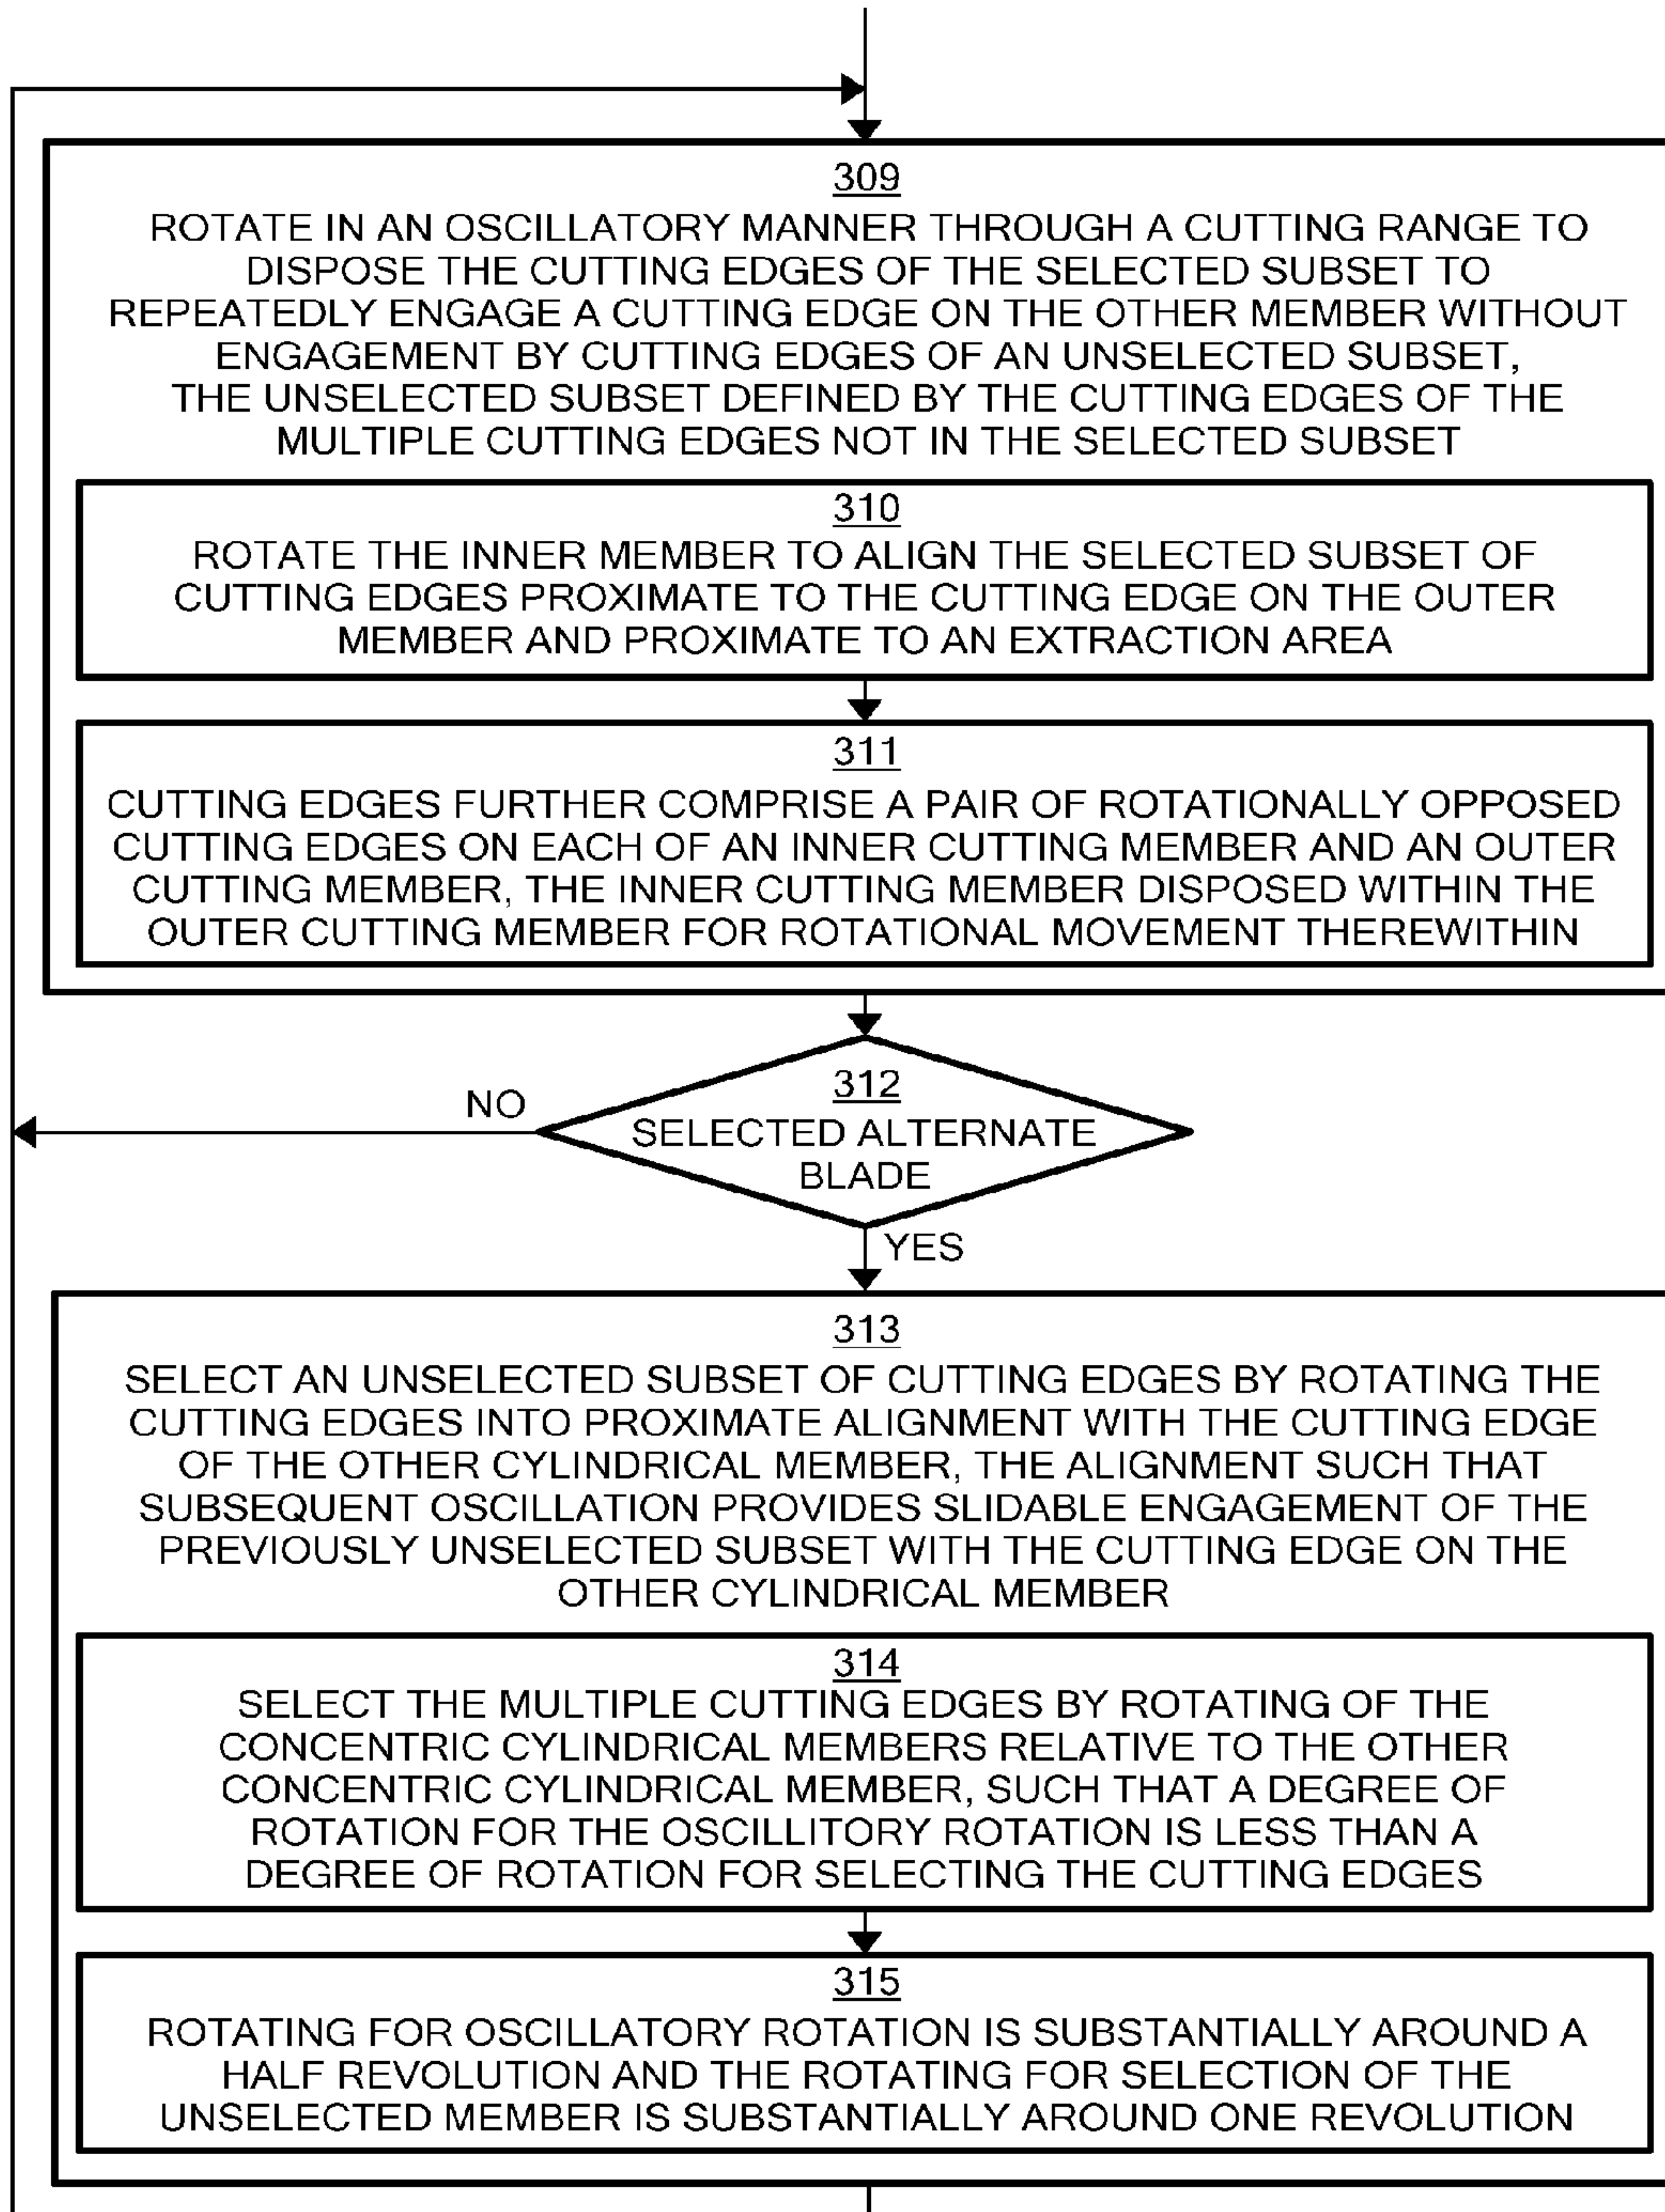 309
ROTATE IN AN OSCILLATORY MANNER THROUGH A CUTTING RANGE TO
DISPOSE THE CUTTING EDGES OF THE SELECTED SUBSET TO
REPEATEDLY ENGAGE A CUTTING EDGE ON THE OTHER MEMBER WITHOUT
ENGAGEMENT BY CUTTING EDGES OF AN UNSELECTED SUBSET,
THE UNSELECTED SUBSET DEFINED BY THE CUTTING EDGES OF THE
MULTIPLE CUTTING EDGES NOT IN THE SELECTED SUBSET
310
ROTATE THE INNER MEMBER TO ALIGN THE SELECTED SUBSET OF
CUTTING EDGES PROXIMATE TO THE CUTTING EDGE ON THE OUTER
MEMBER AND PROXIMATE TO AN EXTRACTION AREA
311
CUTTING EDGES FURTHER COMPRISE A PAIR OF ROTATIONALLY OPPOSED
CUTTING EDGES ON EACH OF AN INNER CUTTING MEMBER AND AN OUTER
CUTTING MEMBER, THE INNER CUTTING MEMBER DISPOSED WITHIN THE
OUTER CUTTING MEMBER FOR ROTATIONAL MOVEMENT THEREWITHIN
312
NO
SELECTED ALTERNATE
BLADE
YES
313
SELECT AN UNSELECTED SUBSET OF CUTTING EDGES BY ROTATING THE
CUTTING EDGES INTO PROXIMATE ALIGNMENT WITH THE CUTTING EDGE
OF THE OTHER CYLINDRICAL MEMBER, THE ALIGNMENT SUCH THAT
SUBSEQUENT OSCILLATION PROVIDES SLIDABLE ENGAGEMENT OF THE
PREVIOUSLY UNSELECTED SUBSET WITH THE CUTTING EDGE ON THE
OTHER CYLINDRICAL MEMBER
314
SELECT THE MULTIPLE CUTTING EDGES BY ROTATING OF THE
CONCENTRIC CYLINDRICAL MEMBERS RELATIVE TO THE OTHER
CONCENTRIC CYLINDRICAL MEMBER, SUCH THAT A DEGREE OF
ROTATION FOR THE OSCILLITORY ROTATION IS LESS THAN A
DEGREE OF ROTATION FOR SELECTING THE CUTTING EDGES
315
ROTATING FOR OSCILLATORY ROTATION IS SUBSTANTIALLY AROUND A
HALF REVOLUTION AND THE ROTATING FOR SELECTION OF THE
UNSELECTED MEMBER IS SUBSTANTIALLY AROUND ONE REVOLUTION